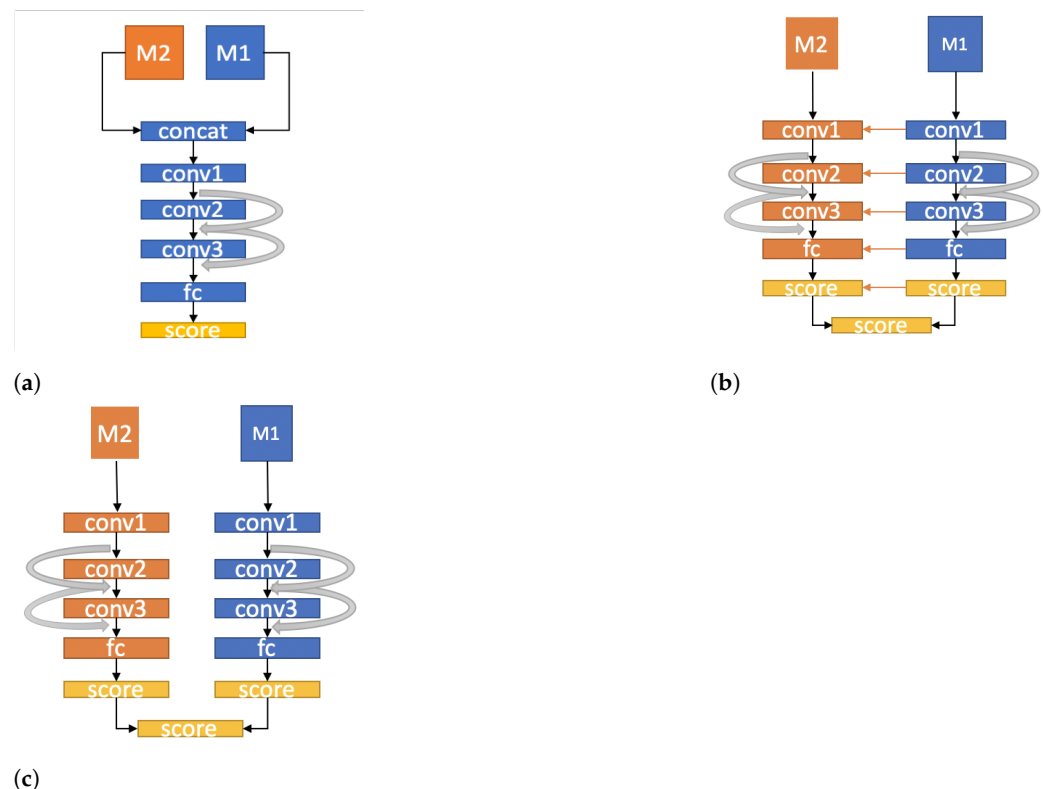 M2 M1
concat
conv1
conv2
conv3
fc
score
(a)
M2 M1
conv1 conv1
conv2 conv2
conv3 conv3
fc fc
score score
score
(b)
M2 M1
conv1 conv1
conv2 conv2
conv3 conv3
fc fc
score score
score
(c)